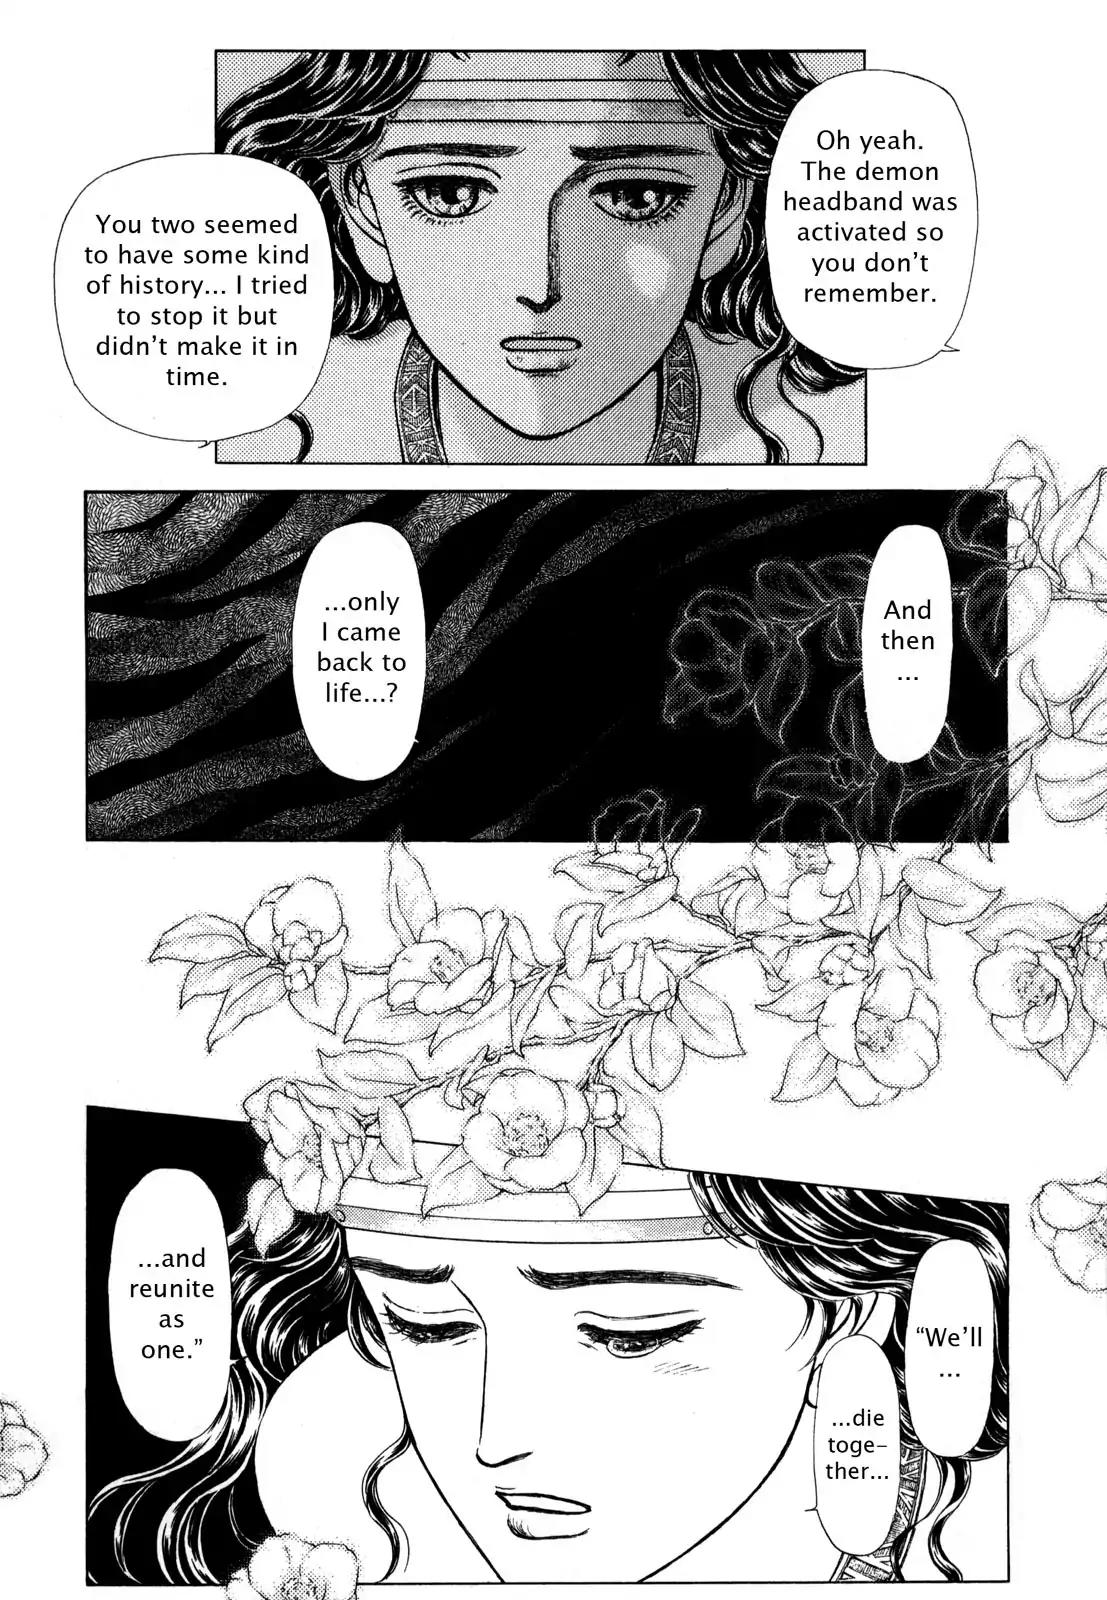 Oh yeah.
The demon
headband was
activated so
you don't
remember.
You two seemed
to have some kind
of history... I tried
to stop it but
didn't make it in
time.
And
then
...
...only
I came
back to
life...?
“We'll
...
...die
toge-
ther...
...and
reunite
as
one.”